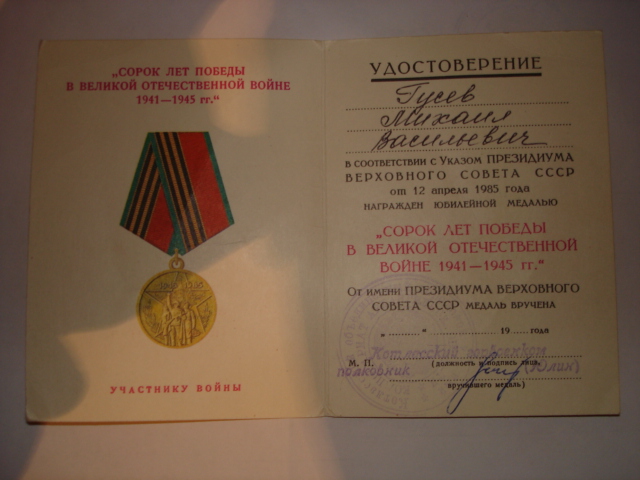 „СОРОК ЛЕТ ПОБЕДЫ
В ВЕЛИКОЙ ОТЕЧЕСТВЕННОЙ ВОЙНЕ
1941—1945 гг.“
УЧАСТНИКУ ВОЙНЫ
УДОСТОВЕРЕНИЕ
Гусев
Михаил
Васильевич
В СООТВЕТСТВИИ С УКАЗОМ ПРЕЗИДИУМА
ВЕРХОВНОГО СОВЕТА СССР
от 12 апреля 1985 года
НАГРАЖДЕН ЮБИЛЕЙНОЙ МЕДАЛЬЮ
„СОРОК ЛЕТ ПОБЕДЫ
В ВЕЛИКОЙ ОТЕЧЕСТВЕННОЙ
ВОЙНЕ 1941—1945 гг.“
От имени ПРЕЗИДИУМА ВЕРХОВНОГО
СОВЕТА СССР МЕДАЛЬ ВРУЧЕНА
„ “ 19 года
М. П. (должность и подпись лица,
полковник (Юлин)
вручившего медаль)